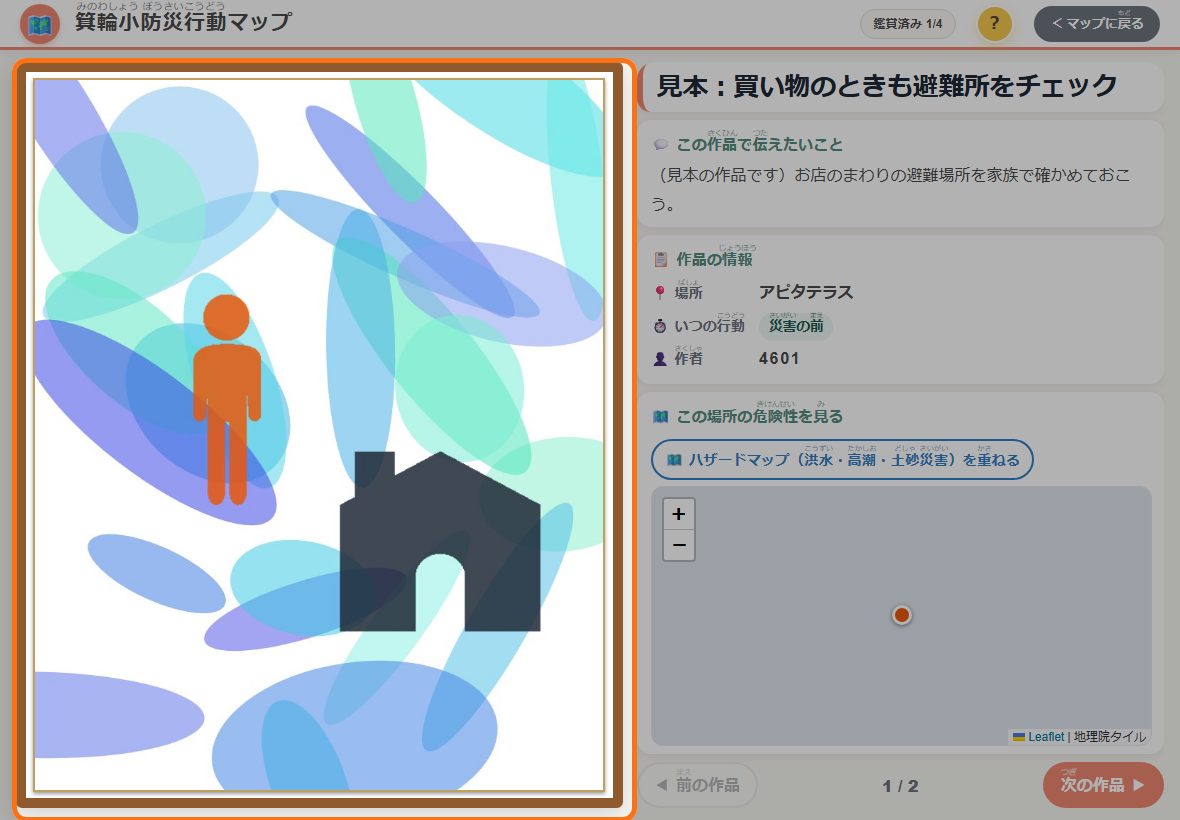 みのわしょう ぼうさいこうどう
箕輪小防災行動マップ
鑑賞済み 1/4
?
もど
< マップに戻る
見本：買い物のときも避難所をチェック
さくひん つた
この作品で伝えたいこと
（見本の作品です）お店のまわりの避難場所を家族で確かめておこ
う。
じょうほう
作品の情報
ばしょ
場所 アピタテラス
こうどう さいがい まえ
いつの行動 災害の前
さくしゃ
作者 4601
きけんせい み
この場所の危険性を見る
こうずい たかしお どしゃ さいがい かさ
ハザードマップ（洪水・高潮・土砂災害）を重ねる
+
−
Leaflet | 地理院タイル
まえ
◀ 前の作品
1 / 2
つぎ
次の作品 ▶